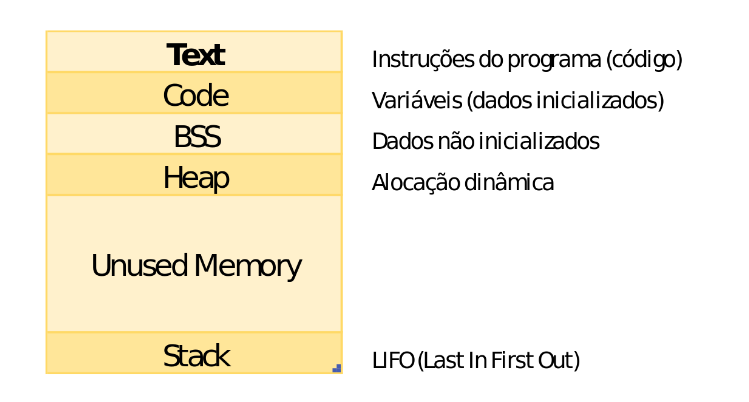 Text
Instruções do programa (código)
Code
Variáveis (dados inicializados)
BSS
Dados não inicializados
Heap
Alocação dinâmica
Unused Memory
Stack
LIFO (Last In First Out)